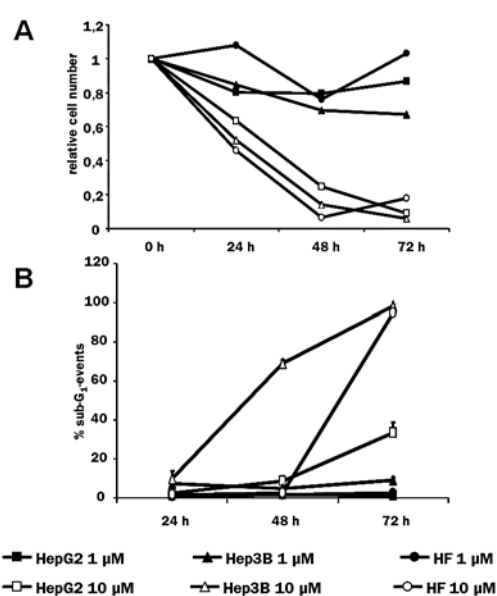 A
1,2
1
0,8
0,6
0,4
0,2
0
relative cell number
0 h 24 h 48 h 72 h
B
120
100
80
60
40
20
0
% sub-G₁-events
24 h 48 h 72 h
HepG2 1 µM Hep3B 1 µM HF 1 µM
HepG2 10 µM Hep3B 10 µM HF 10 µM